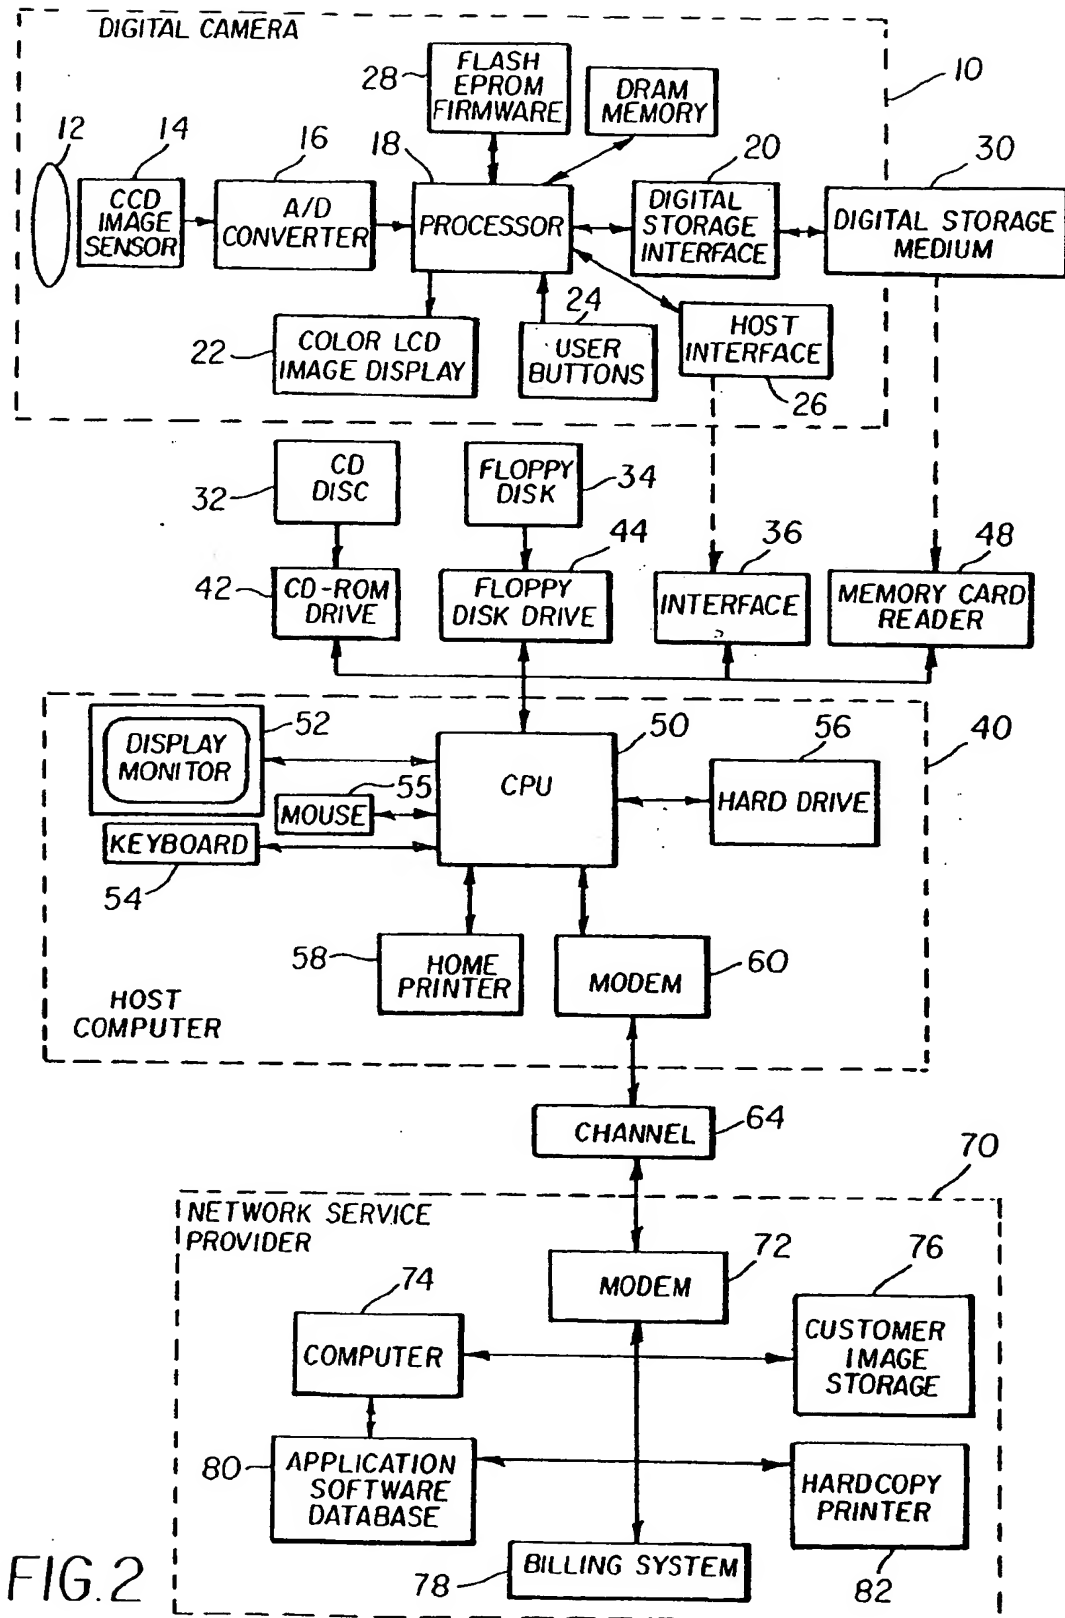 DIGITAL CAMERA
10
12
14
16
18
28
FLASH
EPROM
FIRMWARE
DRAM
MEMORY
20
30
CCD
IMAGE
SENSOR
A/D
CONVERTER
PROCESSOR
DIGITAL
STORAGE
INTERFACE
DIGITAL STORAGE
MEDIUM
22
COLOR LCD
IMAGE DISPLAY
24
USER
BUTTONS
HOST
INTERFACE
26
32
CD
DISC
FLOPPY
DISK
34
42
CD-ROM
DRIVE
44
FLOPPY
DISK DRIVE
36
INTERFACE
48
MEMORY CARD
READER
40
DISPLAY
MONITOR
52
50
CPU
56
HARD DRIVE
55
MOUSE
KEYBOARD
54
58
HOME
PRINTER
MODEM
60
HOST
COMPUTER
CHANNEL
64
70
NETWORK SERVICE
PROVIDER
MODEM
72
74
COMPUTER
76
CUSTOMER
IMAGE
STORAGE
80
APPLICATION
SOFTWARE
DATABASE
HARDCOPY
PRINTER
82
78
BILLING SYSTEM
FIG.2